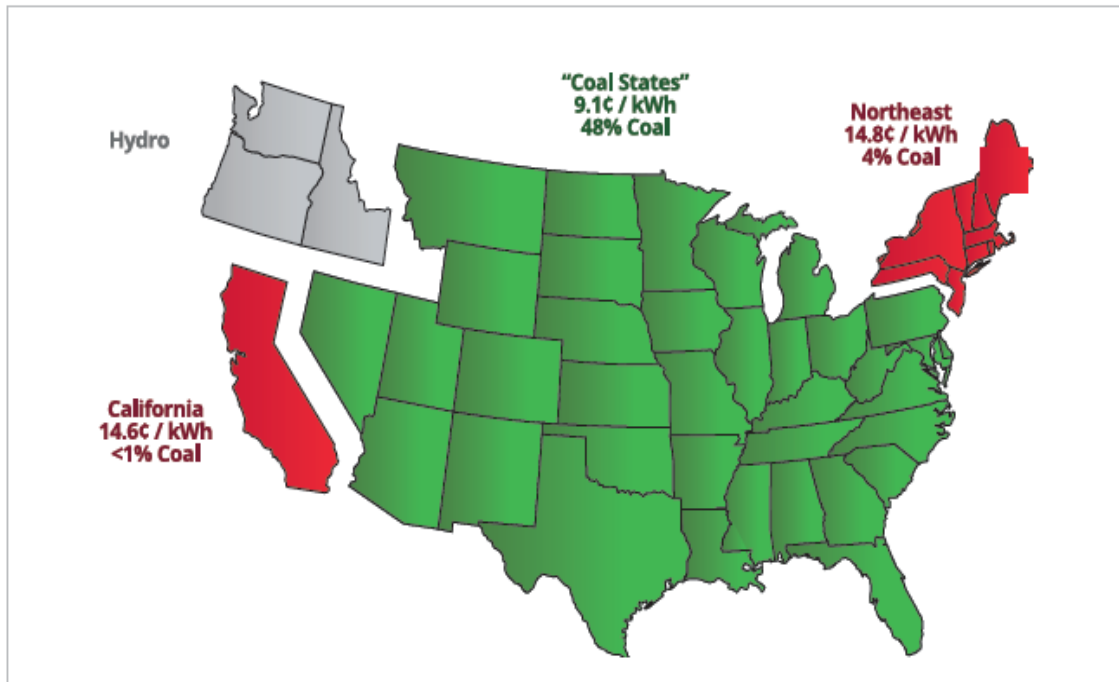 Hydro
“Coal States”
9.1¢ / kWh
48% Coal
Northeast
14.8¢ / kWh
4% Coal
California
14.6¢ / kWh
<1% Coal